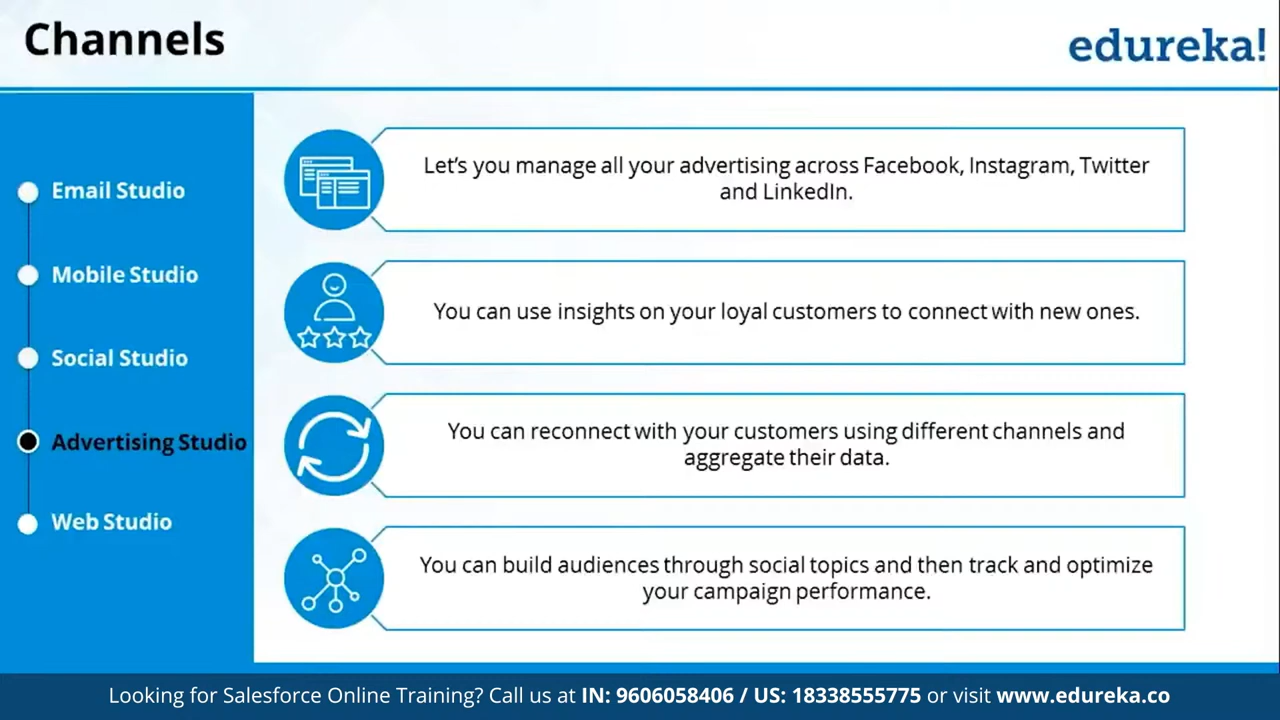 Channels
edureka!
Email Studio
Mobile Studio
Social Studio
Advertising Studio
Web Studio
Let's you manage all your advertising across Facebook, Instagram, Twitter
and LinkedIn.
You can use insights on your loyal customers to connect with new ones.
You can reconnect with your customers using different channels and
aggregate their data.
You can build audiences through social topics and then track and optimize
your campaign performance.
Looking for Salesforce Online Training? Call us at IN: 9606058406 / US: 18338555775 or visit www.edureka.co